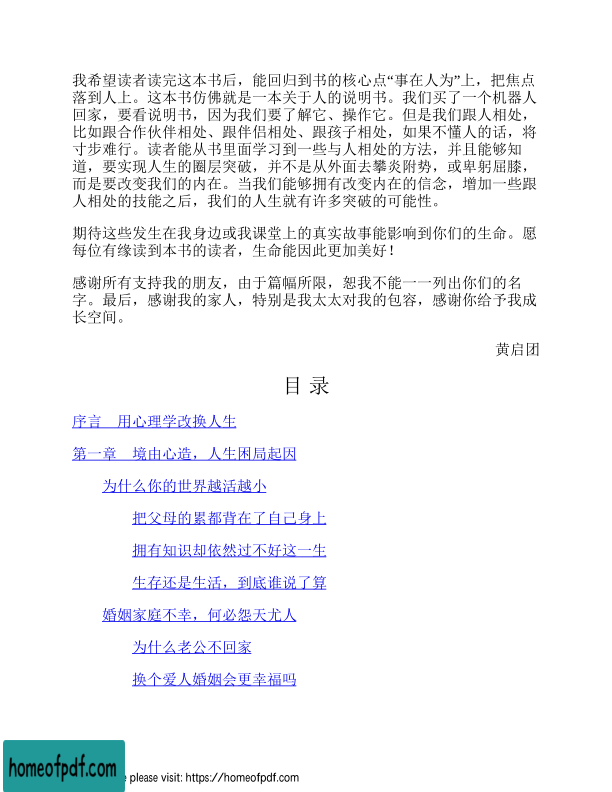 我希望读者读完这本书后，能回归到书的核心点“事在人为”上，把焦点
落到人上。这本书仿佛就是一本关于人的说明书。我们买了一个机器人
回家，要看说明书，因为我们要了解它、操作它。但是我们跟人相处，
比如跟合作伙伴相处、跟伴侣相处、跟孩子相处，如果不懂人的话，将
寸步难行。读者能从书里面学习到一些与人相处的方法，并且能够知
道，要实现人生的圈层突破，并不是从外面去攀炎附势，或卑躬屈膝，
而是要改变我们的内在。当我们能够拥有改变内在的信念，增加一些跟
人相处的技能之后，我们的人生就有许多突破的可能性。
期待这些发生在我身边或我课堂上的真实故事能影响到你们的生命。愿
每位有缘读到本书的读者，生命能因此更加美好！
感谢所有支持我的朋友，由于篇幅所限，恕我不能一一列出你们的名
字。最后，感谢我的家人，特别是我太太对我的包容，感谢你给予我成
长空间。
黄启团
目 录
序言　用心理学改换人生
第一章　境由心造，人生困局起因
为什么你的世界越活越小
把父母的累都背在了自己身上
拥有知识却依然过不好这一生
生存还是生活，到底谁说了算
婚姻家庭不幸，何必怨天尤人
为什么老公不回家
换个爱人婚姻会更幸福吗
homeofpdf.com
e please visit: https://homeofpdf.com